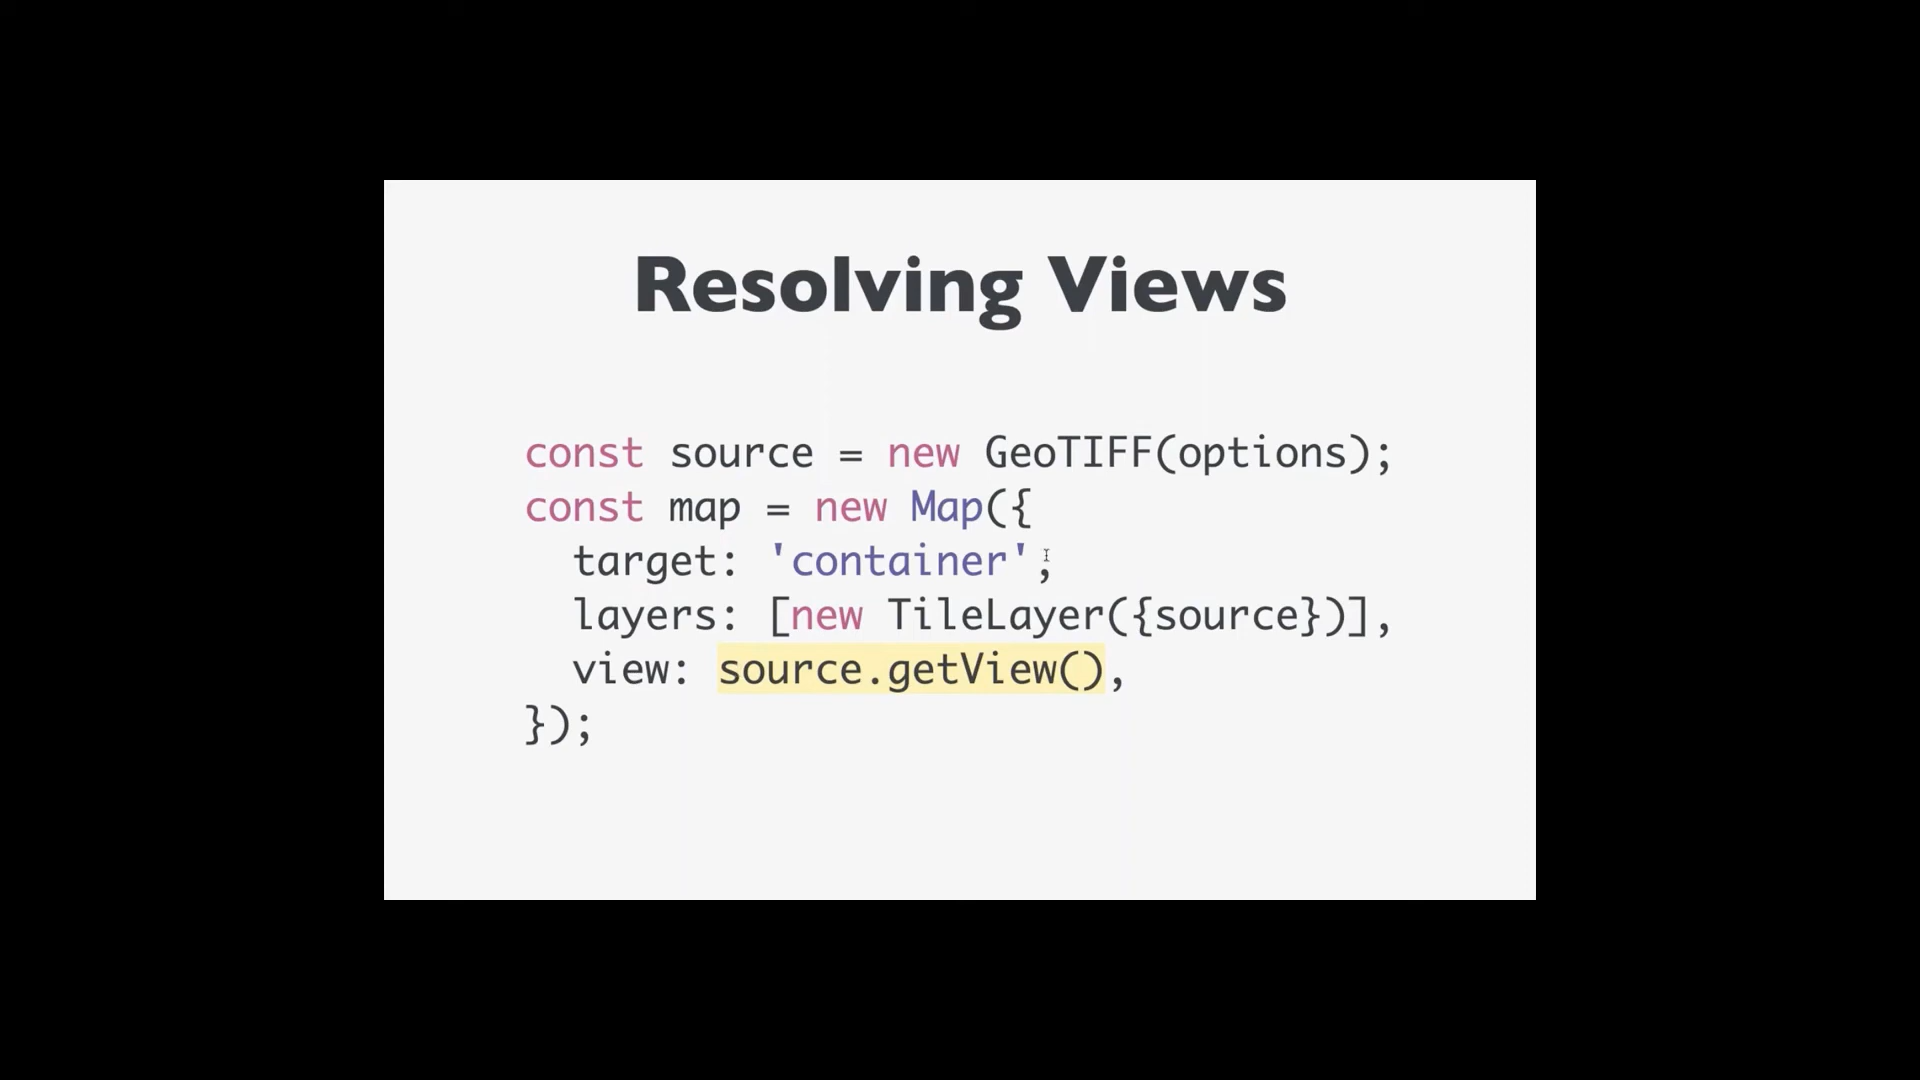 Resolving Views
const source = new GeoTIFF(options);
const map = new Map({
  target: 'container',
  layers: [new TileLayer({source})],
  view: source.getView(),
});